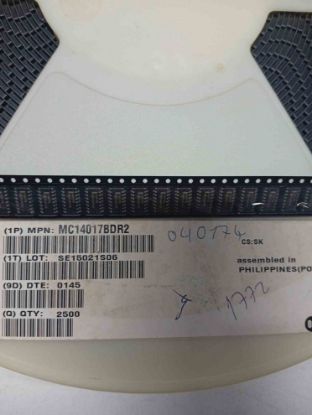 (1P) MPN: MC14017BDR2
040174
CS:SK
(1T) LOT: SE15021S06
assembled in
PHILIPPINES(PO
(9D) DTE: 0145
(Q) QTY: 2500
1772